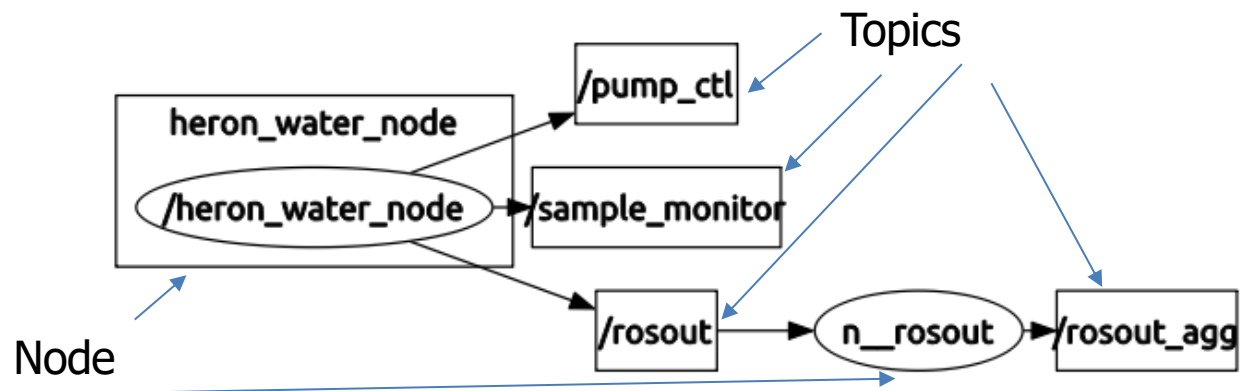 Topics
/pump_ctl
heron_water_node
/heron_water_node
/sample_monitor
/rosout
n__rosout
/rosout_agg
Node